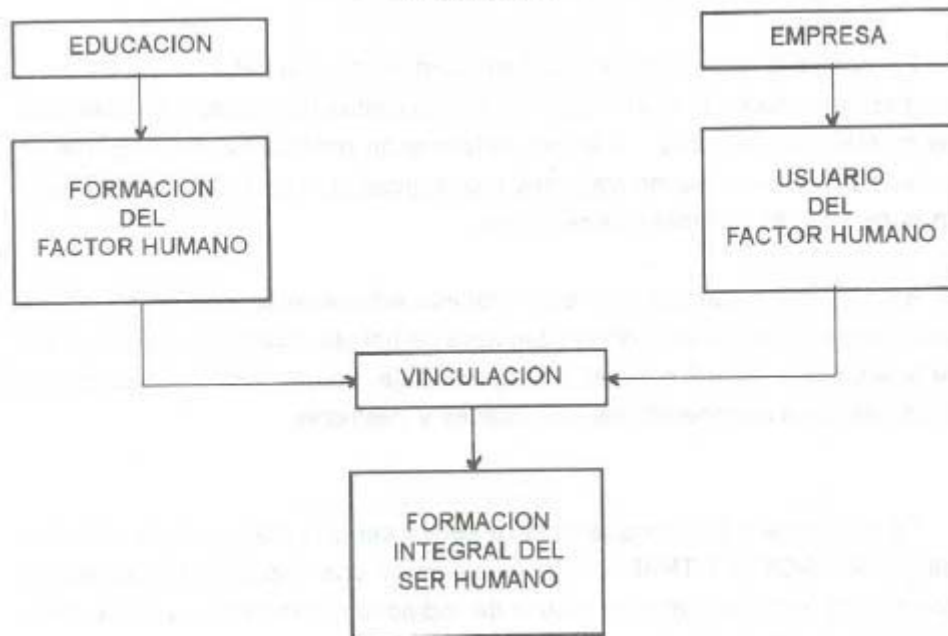 EDUCACION
EMPRESA
FORMACION
DEL
FACTOR HUMANO
USUARIO
DEL
FACTOR HUMANO
VINCULACION
FORMACION
INTEGRAL DEL
SER HUMANO